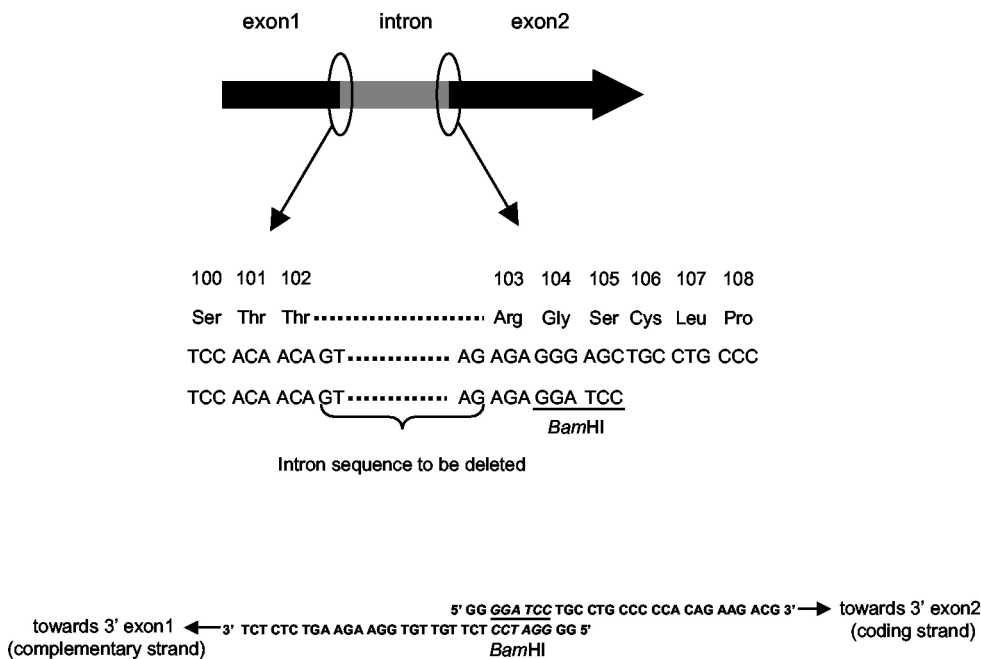 exon1 intron exon2
100 101 102 103 104 105 106 107 108
Ser Thr Thr Arg Gly Ser Cys Leu Pro
TCC ACA ACA GT AG AGA GGG AGC TGC CTG CCC
TCC ACA ACA GT AG AGA GGA TCC
BamHI
Intron sequence to be deleted
5' GG GGA TCC TGC CTG CCC CCA CAG AAG ACG 3' towards 3' exon2
(coding strand)
towards 3' exon1 3' TCT CTC TGA AGA AGG TGT TGT TCT CCT AGG GG 5'
(complementary strand)
BamHI